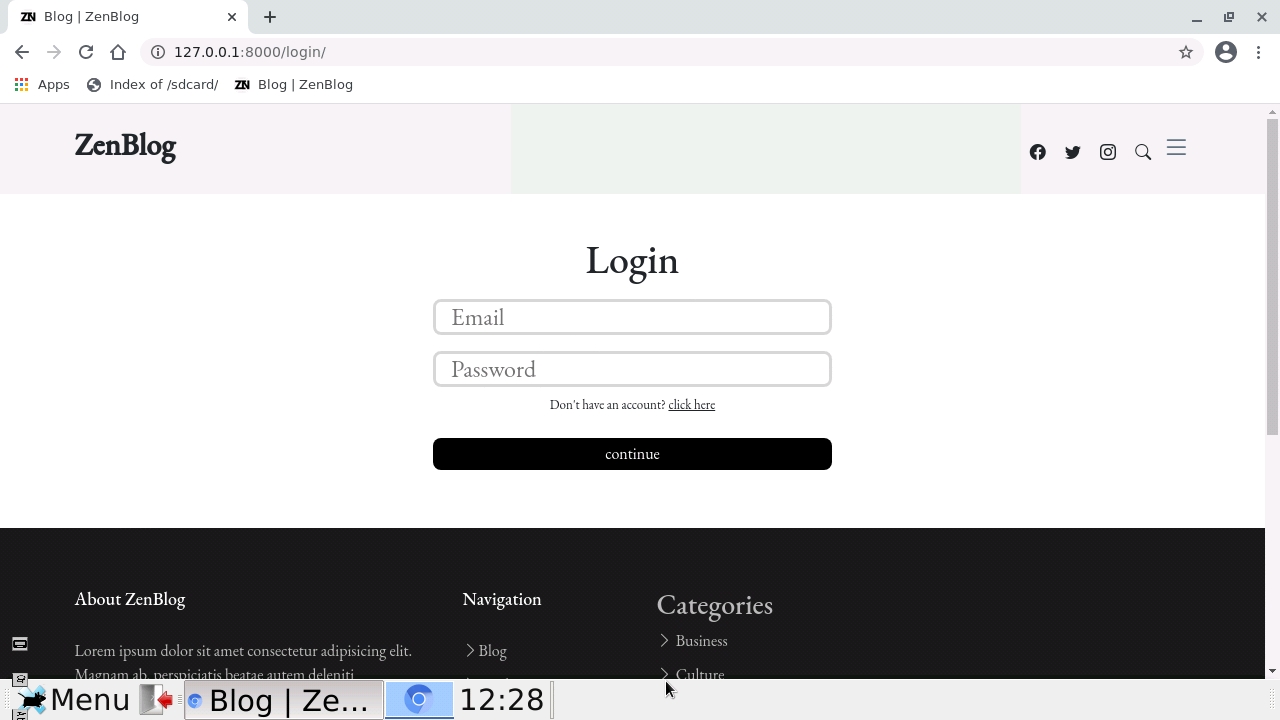 Blog | ZenBlog
127.0.0.1:8000/login/
Apps
Index of /sdcard/
Blog | ZenBlog
ZenBlog
Login
Email
Password
Don't have an account? click here
continue
About ZenBlog
Navigation
Categories
Lorem ipsum dolor sit amet consectetur adipisicing elit.
Magnam ab, perspiciatis beatae autem deleniti
Blog
Business
Culture
Menu
Blog | Ze...
12:28